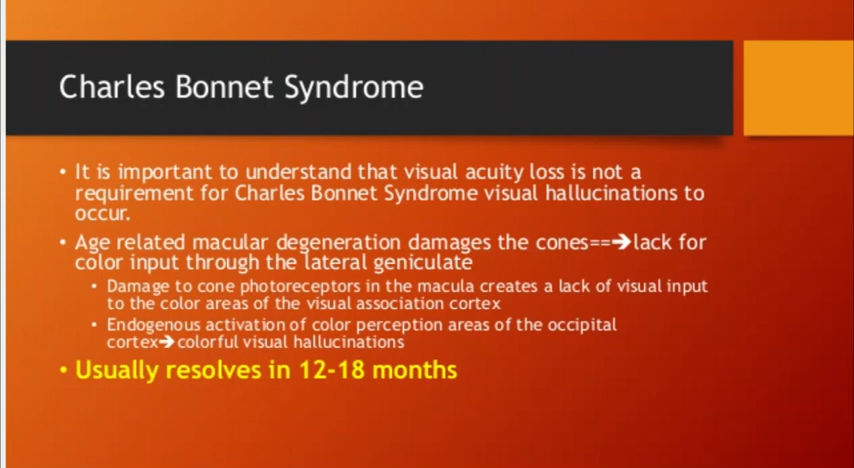 Charles Bonnet Syndrome
• It is important to understand that visual acuity loss is not a
requirement for Charles Bonnet Syndrome visual hallucinations to
occur.
• Age related macular degeneration damages the cones==➔lack for
color input through the lateral geniculate
• Damage to cone photoreceptors in the macula creates a lack of visual input
to the color areas of the visual association cortex
• Endogenous activation of color perception areas of the occipital
cortex➔colorful visual hallucinations
• Usually resolves in 12-18 months